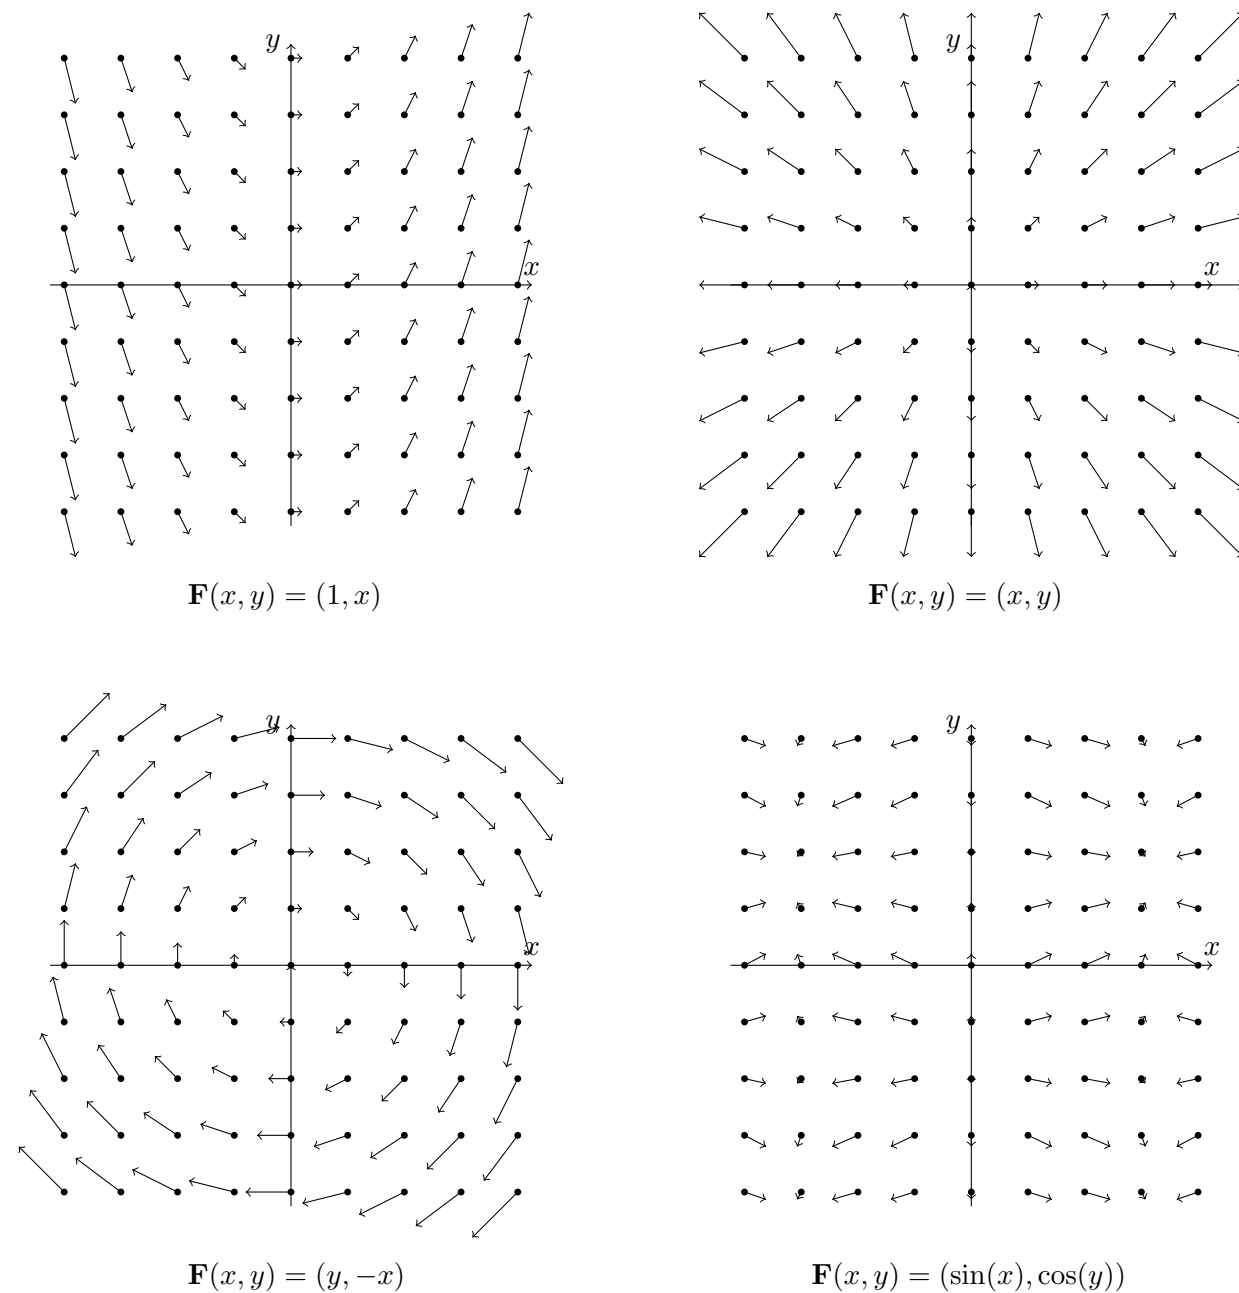 y
y
x
x
𝐅(x, y) = (1, x)
𝐅(x, y) = (x, y)
y
y
x
x
𝐅(x, y) = (y, −x)
𝐅(x, y) = (sin(x), cos(y))